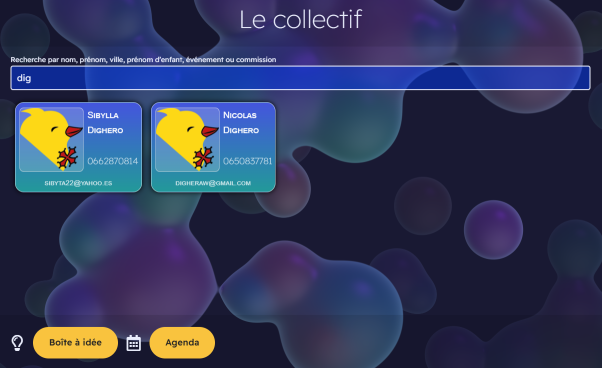 Le collectif
Recherche par nom, prénom, ville, prénom d'enfant, événement ou commission
dig
Sibylla
Dighero
0662870814
sibyta22@yahoo.es
Nicolas
Dighero
0650837781
digheraw@gmail.com
Boîte à idée
Agenda